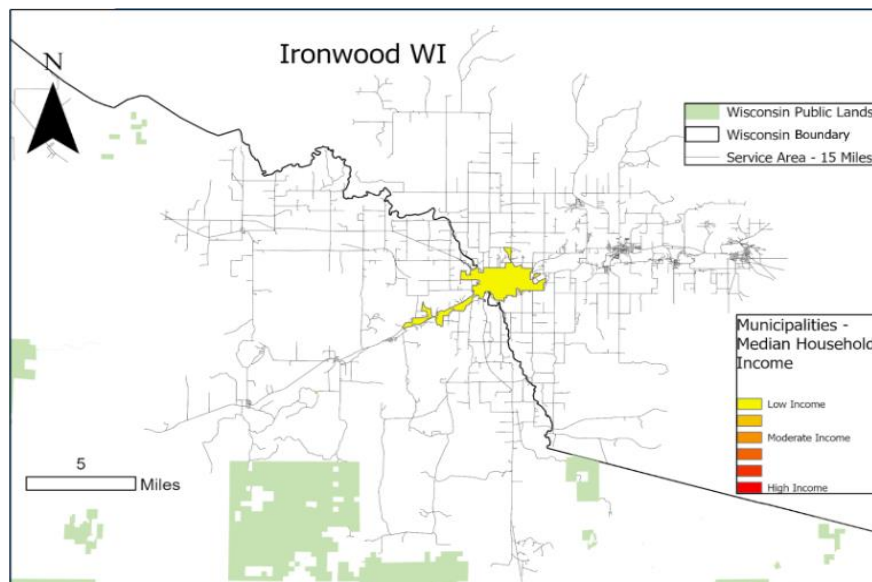 Ironwood WI
N
Wisconsin Public Lands
Wisconsin Boundary
Service Area - 15 Miles
Municipalities -
Median Household
Income
Low Income
Moderate Income
High Income
5
Miles